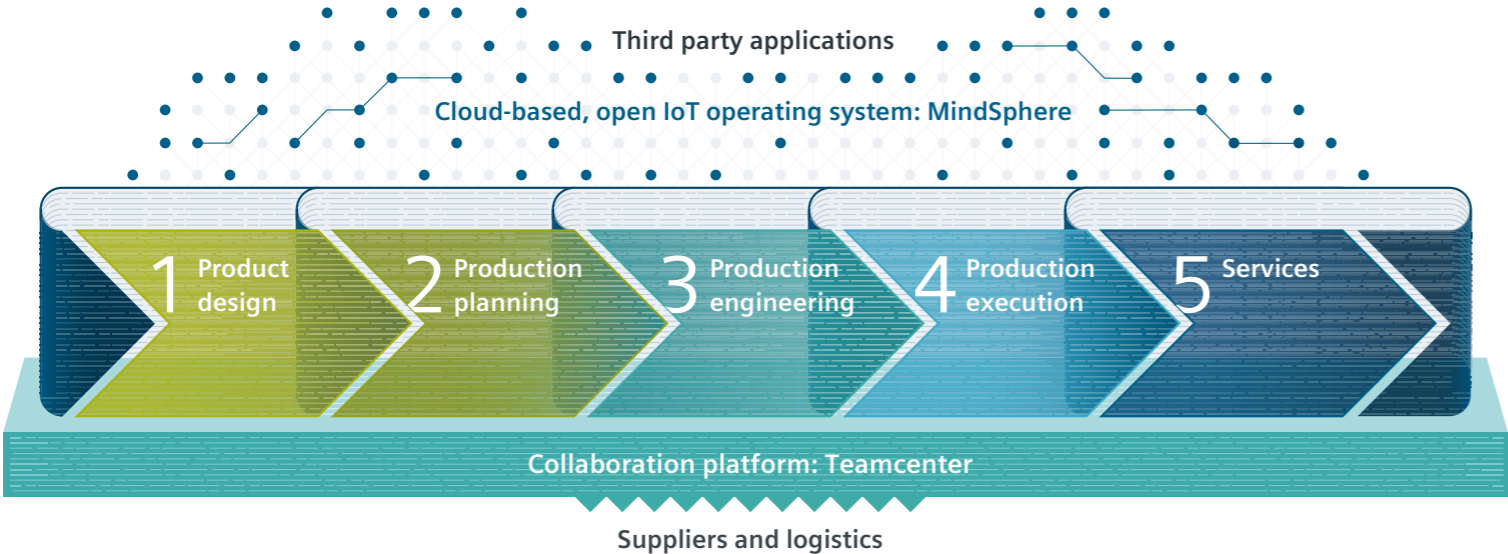 Third party applications
Cloud-based, open IoT operating system: MindSphere
1 Product
design
2 Production
planning
3 Production
engineering
4 Production
execution
5 Services
Collaboration platform: Teamcenter
Suppliers and logistics